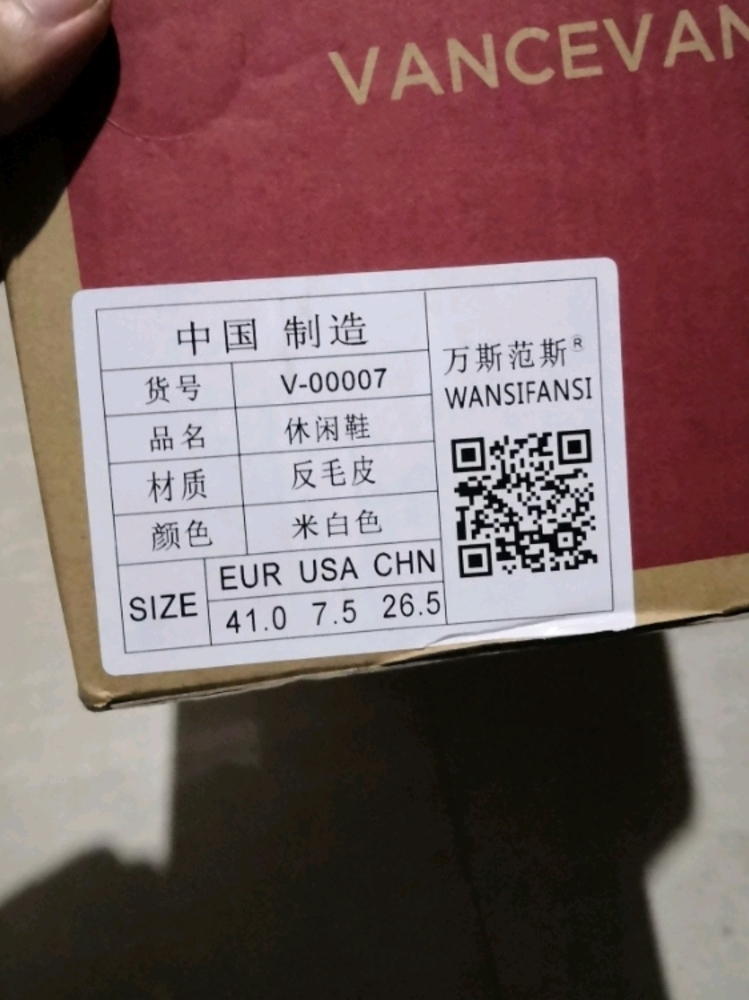 VANCEVAN
中国 制造
货号 V-00007
品名 休闲鞋
材质 反毛皮
颜色 米白色
SIZE
EUR USA CHN
41.0 7.5 26.5
万斯范斯®
WANSIFANSI